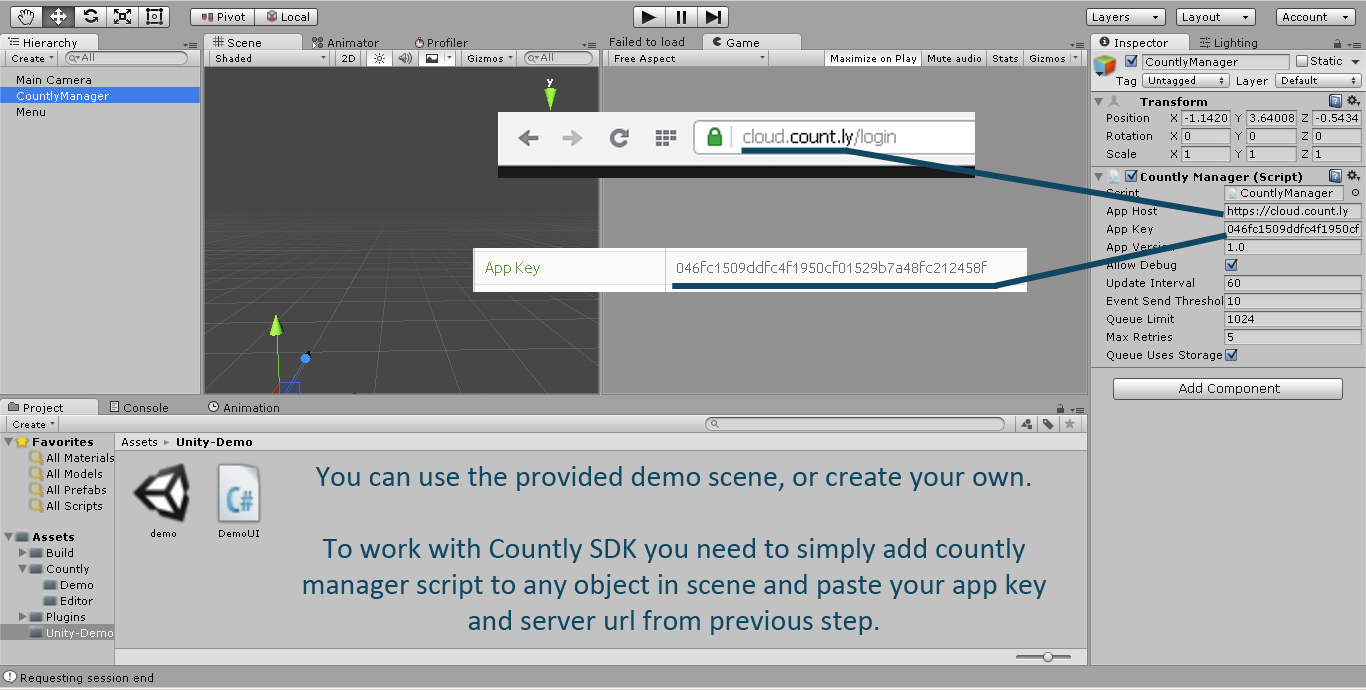 Pivot Local Layers Layout Account
Hierarchy
Create All
Main Camera
CountlyManager
Menu
Scene Animator Profiler
Shaded 2D Gizmos All
y
Failed to load Game
Free Aspect Maximize on Play Mute audio Stats Gizmos
cloud.count.ly/login
App Key 046fc1509ddfc4f1950cf01529b7a48fc212458f
Inspector Lighting
CountlyManager Static
Tag Untagged Layer Default
Transform
Position X -1.1420 Y 3.64008 Z -0.5434
Rotation X 0 Y 0 Z 0
Scale X 1 Y 1 Z 1
Countly Manager (Script)
Script CountlyManager
App Host https://cloud.count.ly
App Key 046fc1509ddfc4f1950cf
App Version 1.0
Allow Debug
Update Interval 60
Event Send Threshol 10
Queue Limit 1024
Max Retries 5
Queue Uses Storage
Add Component
Project Console Animation
Create
Favorites
All Materials
All Models
All Prefabs
All Scripts
Assets
Build
Countly
Demo
Editor
Plugins
Unity-Demo
Assets Unity-Demo
demo DemoUI
C#
You can use the provided demo scene, or create your own.
To work with Countly SDK you need to simply add countly
manager script to any object in scene and paste your app key
and server url from previous step.
Requesting session end